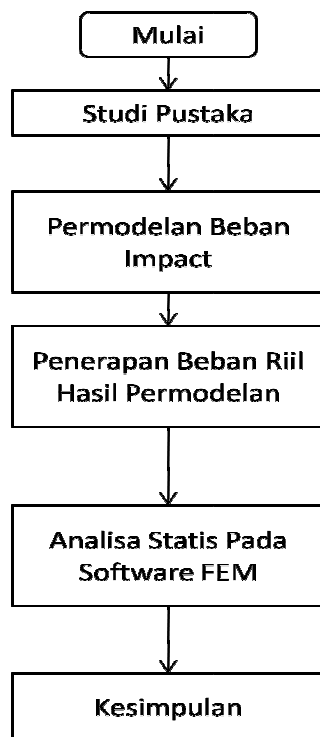 Mulai
Studi Pustaka
Permodelan Beban
Impact
Penerapan Beban Riil
Hasil Permodelan
Analisa Statis Pada
Software FEM
Kesimpulan